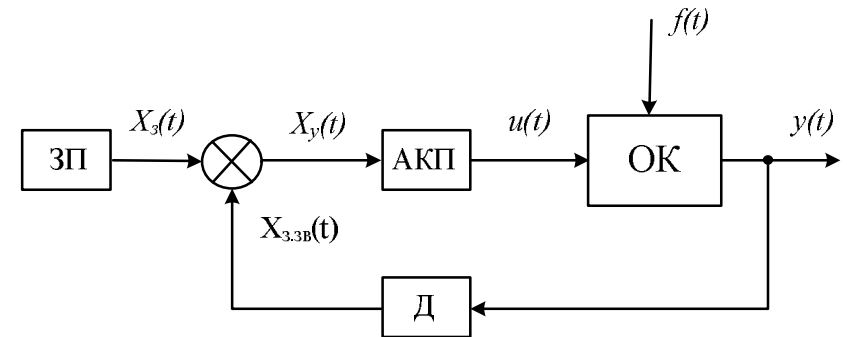 f(t)
Xз(t)
Xу(t)
u(t)
y(t)
ЗП
АКП
ОК
Xз.зв(t)
Д